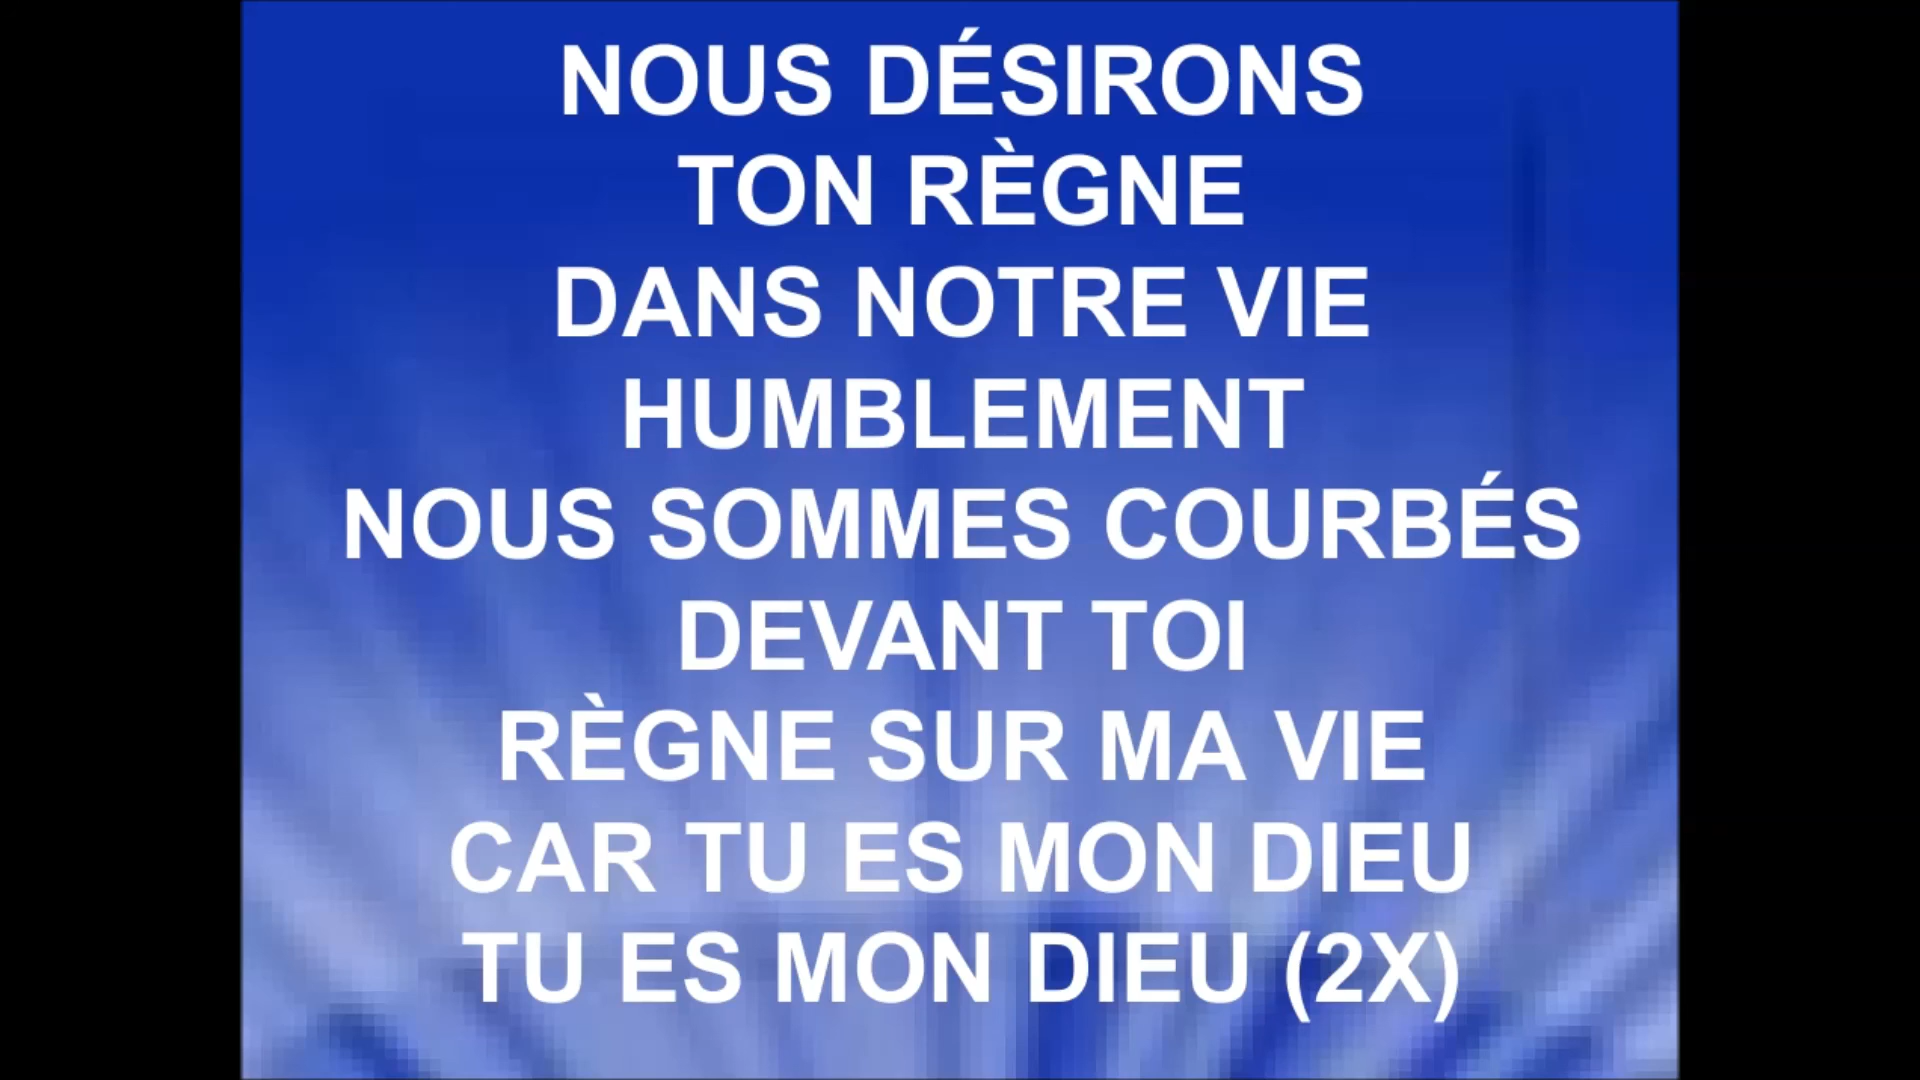 NOUS DÉSIRONS
TON RÈGNE
DANS NOTRE VIE
HUMBLEMENT
NOUS SOMMES COURBÉS
DEVANT TOI
RÈGNE SUR MA VIE
CAR TU ES MON DIEU
TU ES MON DIEU (2X)